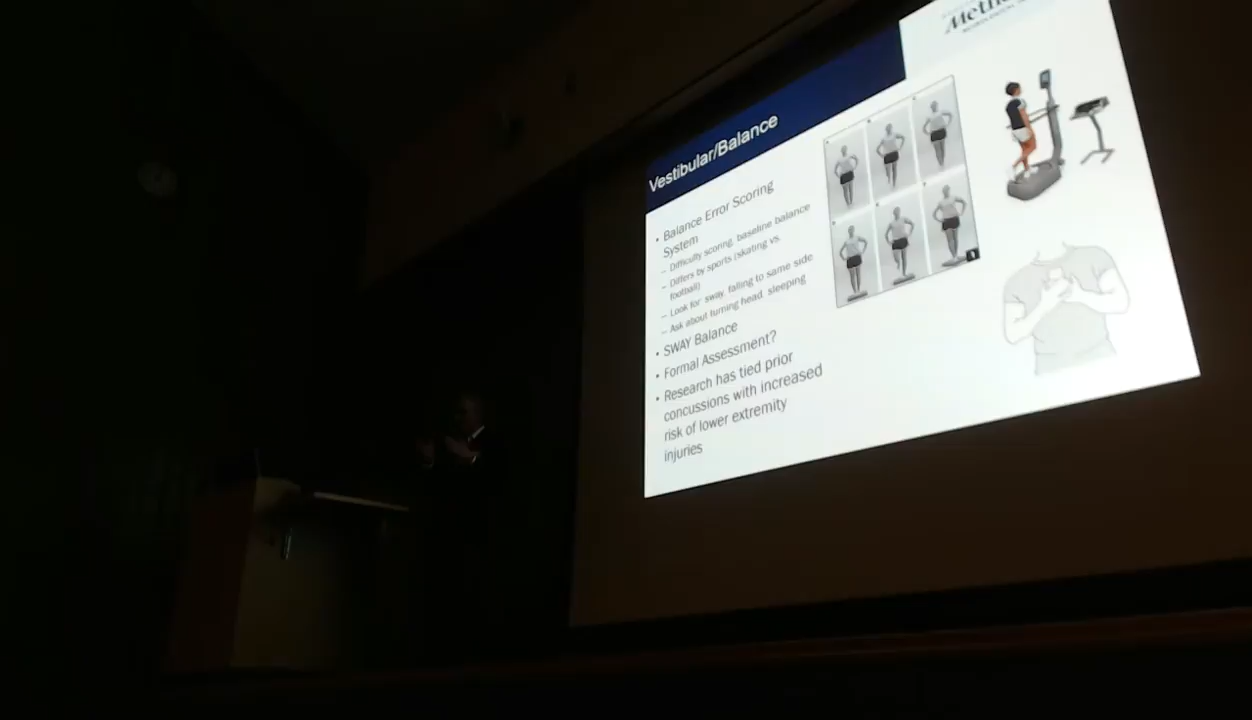 Vestibular/Balance
• Balance Error Scoring
System
– Difficulty scoring, baseline balance
– Differs by sports (skating vs.
football)
– Look for sway, falling to same side
– Ask about turning head, sleeping
• SWAY Balance
• Formal Assessment?
• Research has tied prior
concussions with increased
risk of lower extremity
injuries